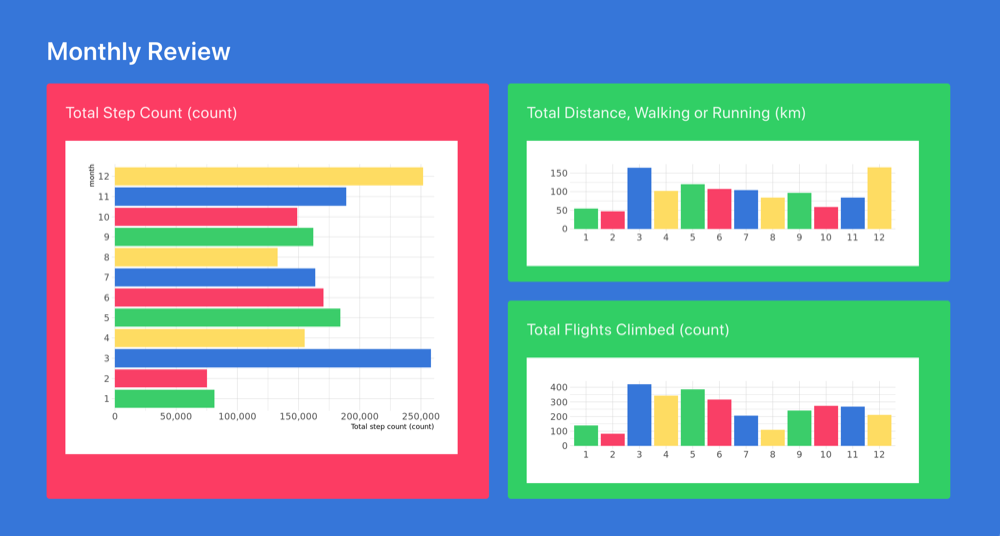 Monthly Review
Total Step Count (count)
month
12
11
10
9
8
7
6
5
4
3
2
1
0 50,000 100,000 150,000 200,000 250,000
Total step count (count)
Total Distance, Walking or Running (km)
150
100
50
0
1 2 3 4 5 6 7 8 9 10 11 12
Total Flights Climbed (count)
400
300
200
100
0
1 2 3 4 5 6 7 8 9 10 11 12